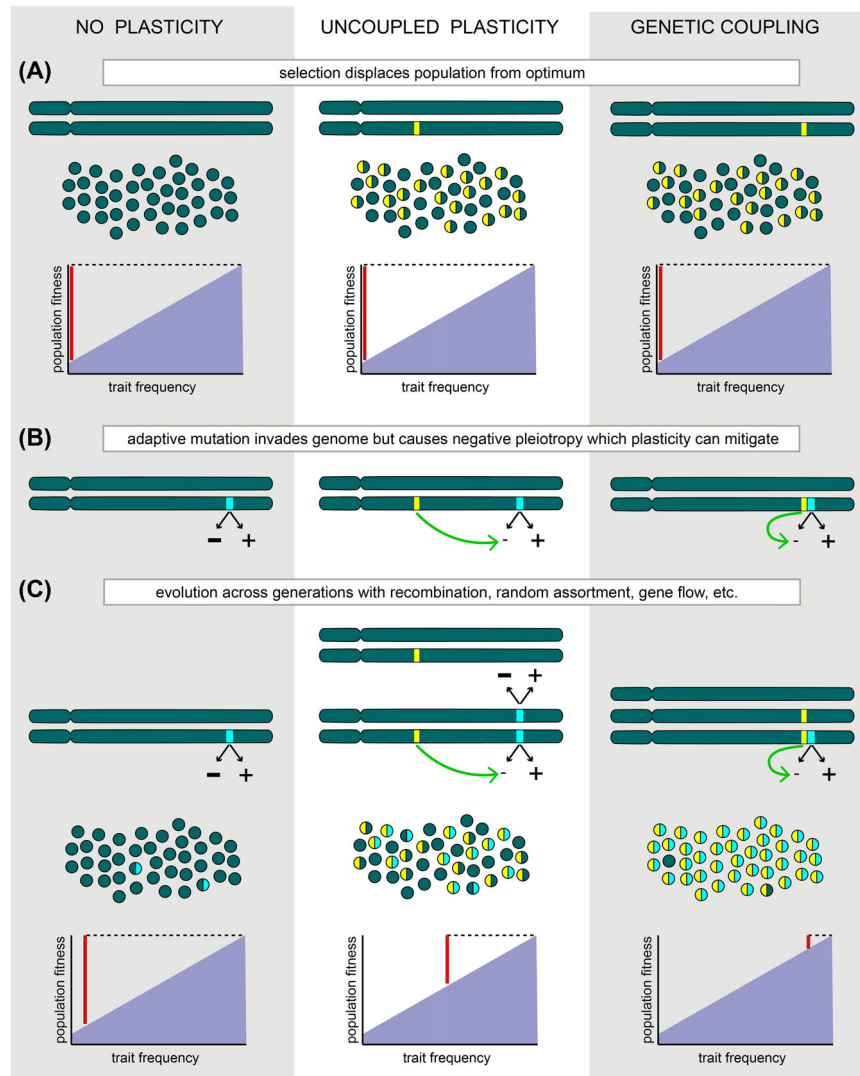 NO PLASTICITY
UNCOUPLED PLASTICITY
GENETIC COUPLING
(A)
selection displaces population from optimum
population fitness
trait frequency
population fitness
trait frequency
population fitness
trait frequency
(B)
adaptive mutation invades genome but causes negative pleiotropy which plasticity can mitigate
- +
- +
- +
(C)
evolution across generations with recombination, random assortment, gene flow, etc.
- +
- +
- +
- +
population fitness
trait frequency
population fitness
trait frequency
population fitness
trait frequency